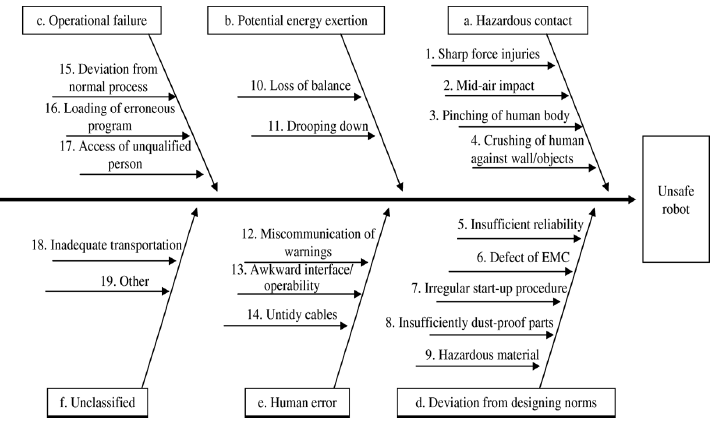 c. Operational failure
b. Potential energy exertion
a. Hazardous contact
15. Deviation from
normal process
16. Loading of erroneous
program
17. Access of unqualified
person
10. Loss of balance
11. Drooping down
1. Sharp force injuries
2. Mid-air impact
3. Pinching of human body
4. Crushing of human
against wall/objects
Unsafe
robot
18. Inadequate transportation
19. Other
12. Miscommunication of
warnings
13. Awkward interface/
operability
14. Untidy cables
5. Insufficient reliability
6. Defect of EMC
7. Irregular start-up procedure
8. Insufficiently dust-proof parts
9. Hazardous material
f. Unclassified
e. Human error
d. Deviation from designing norms